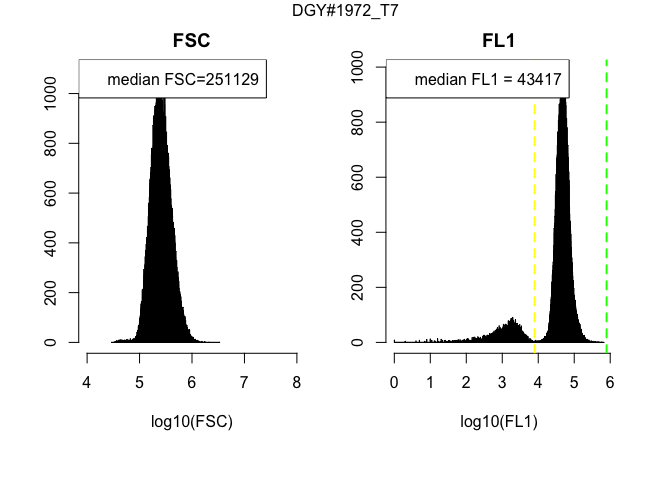 DGY#1972_T7
FSC
median FSC=251129
0 200 400 600 800 1000
4 5 6 7 8
log10(FSC)
FL1
median FL1 = 43417
0 200 400 600 800 1000
0 1 2 3 4 5 6
log10(FL1)